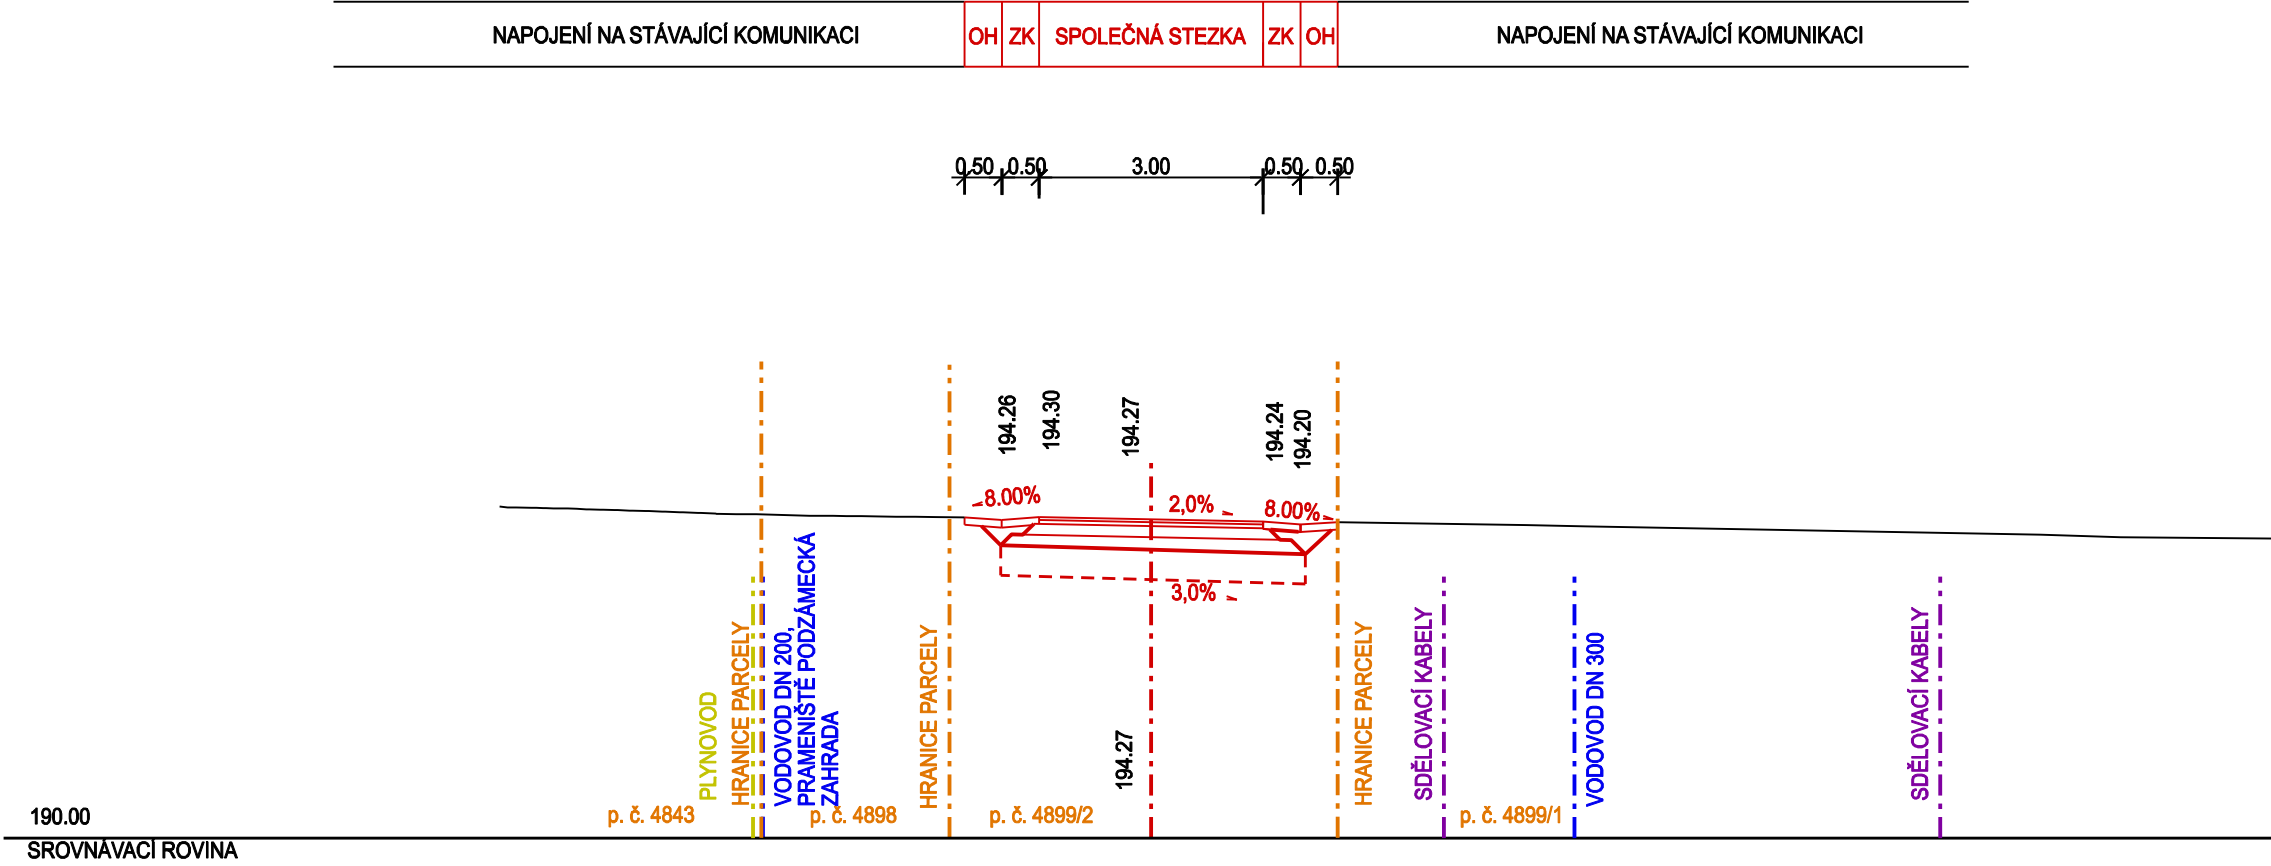 NAPOJENÍ NA STÁVAJÍCÍ KOMUNIKACI
OH
ZK
SPOLEČNÁ STEZKA
ZK
OH
NAPOJENÍ NA STÁVAJÍCÍ KOMUNIKACI
0.50
0.50
3.00
0.50
0.50
194.26
194.30
194.27
194.24
194.20
8.00%
2,0%
8.00%
3,0%
PLYNOVOD
HRANICE PARCELY
VODOVOD DN 200,
PRAMENIŠTĚ PODZÁMECKÁ
ZAHRADA
HRANICE PARCELY
194.27
HRANICE PARCELY
SDĚLOVACÍ KABELY
VODOVOD DN 300
SDĚLOVACÍ KABELY
p. č. 4843
p. č. 4898
p. č. 4899/2
p. č. 4899/1
190.00
SROVNÁVACÍ ROVINA